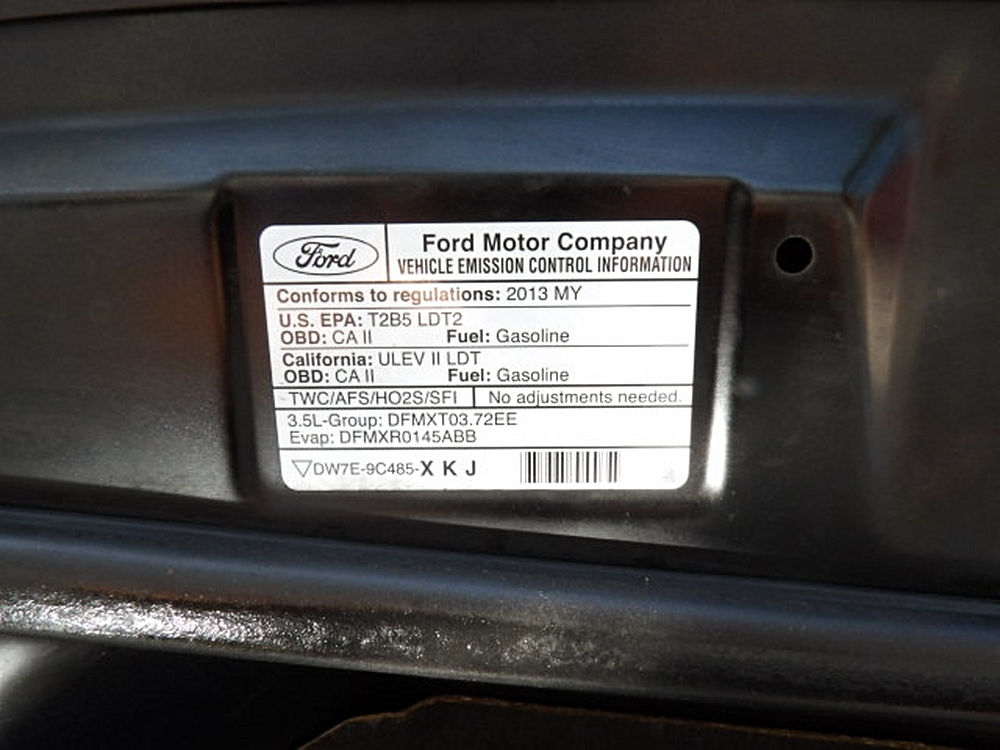 Ford
Ford Motor Company
VEHICLE EMISSION CONTROL INFORMATION
Conforms to regulations: 2013 MY
U.S. EPA: T2B5 LDT2
OBD: CA II Fuel: Gasoline
California: ULEV II LDT
OBD: CA II Fuel: Gasoline
TWC/AFS/HO2S/SFI No adjustments needed.
3.5L-Group: DFMXT03.72EE
Evap: DFMXR0145ABB
DW7E-9C485-X K J